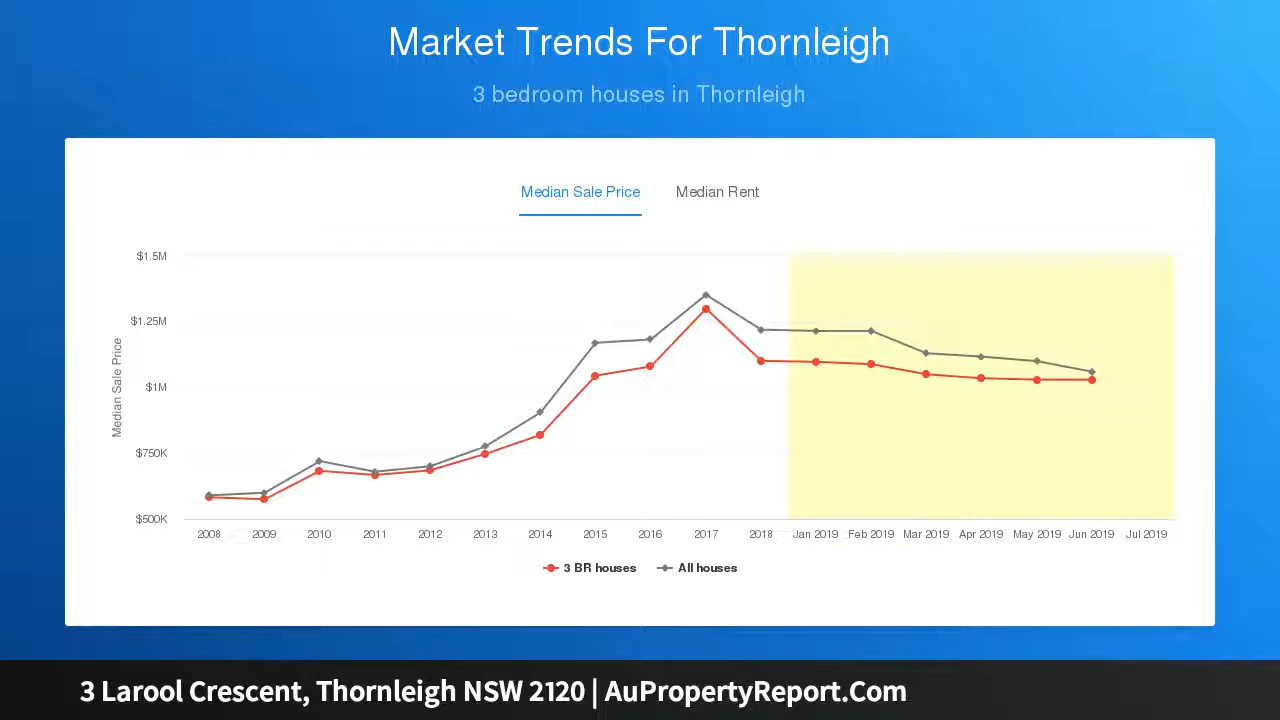 Market Trends For Thornleigh
3 bedroom houses in Thornleigh
Median Sale Price Median Rent
$1.5M
$1.25M
$1M
$750K
$500K
Median Sale Price
2008 2009 2010 2011 2012 2013 2014 2015 2016 2017 2018 Jan 2019 Feb 2019 Mar 2019 Apr 2019 May 2019 Jun 2019 Jul 2019
3 BR houses All houses
3 Larool Crescent, Thornleigh NSW 2120 | AuPropertyReport.Com